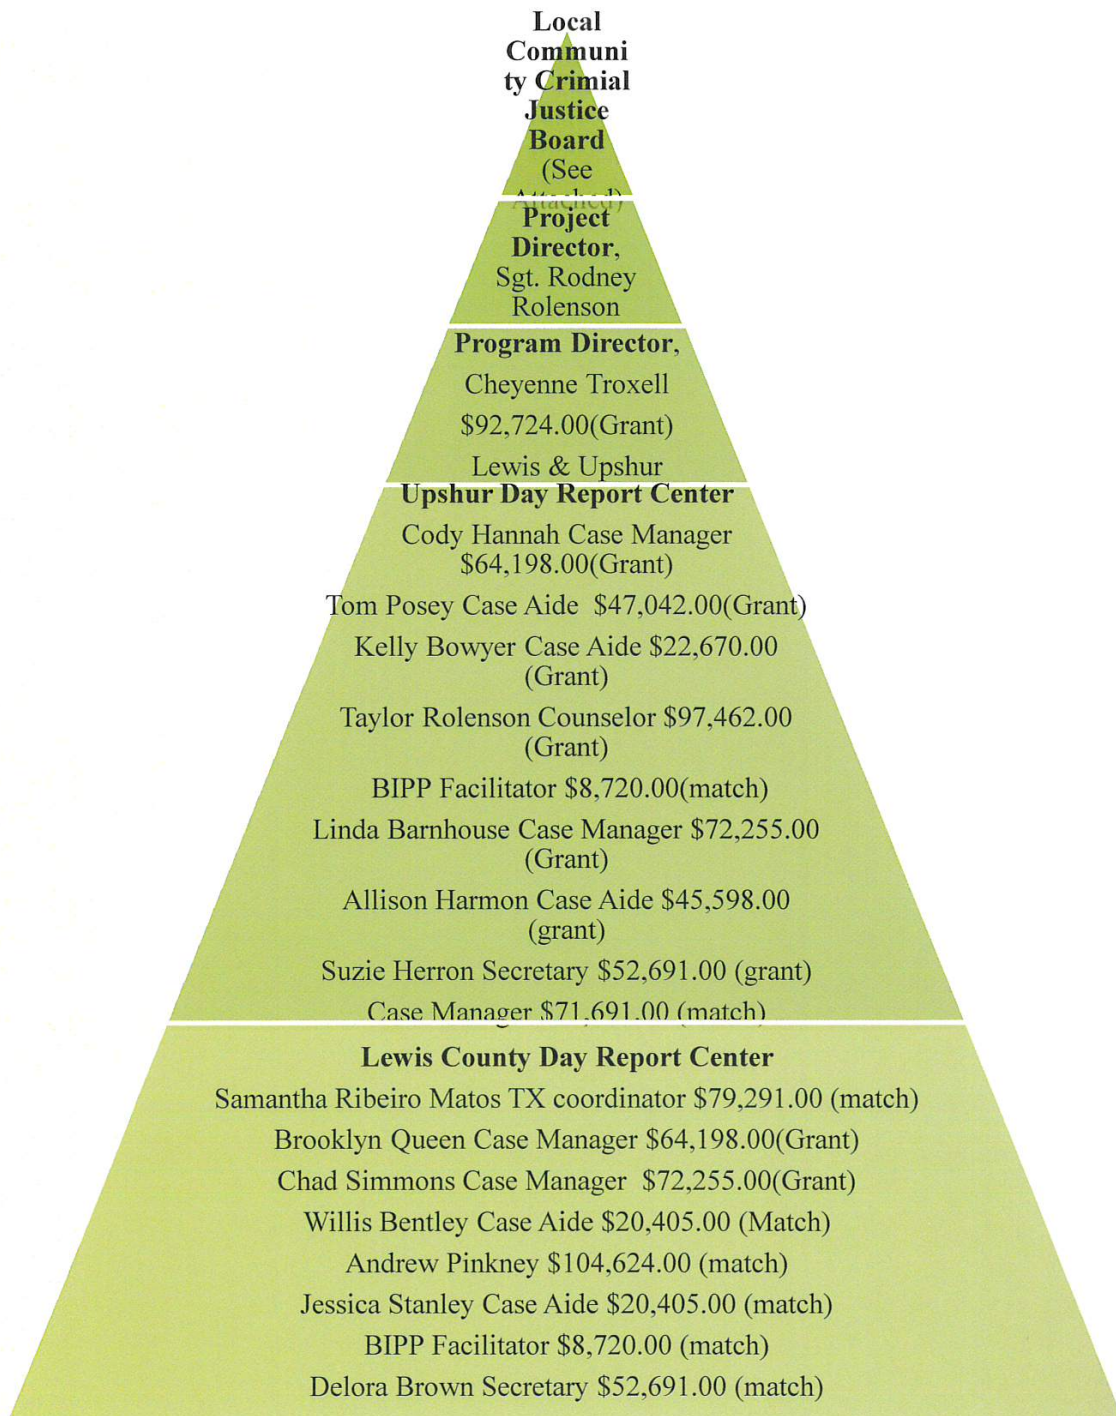 Local
Communi
ty Crimial
Justice
Board
(See
Attached)
Project
Director,
Sgt. Rodney
Rolenson
Program Director,
Cheyenne Troxell
$92,724.00(Grant)
Lewis & Upshur
Upshur Day Report Center
Cody Hannah Case Manager
$64,198.00(Grant)
Tom Posey Case Aide $47,042.00(Grant)
Kelly Bowyer Case Aide $22,670.00
(Grant)
Taylor Rolenson Counselor $97,462.00
(Grant)
BIPP Facilitator $8,720.00(match)
Linda Barnhouse Case Manager $72,255.00
(Grant)
Allison Harmon Case Aide $45,598.00
(grant)
Suzie Herron Secretary $52,691.00 (grant)
Case Manager $71,691.00 (match)
Lewis County Day Report Center
Samantha Ribeiro Matos TX coordinator $79,291.00 (match)
Brooklyn Queen Case Manager $64,198.00(Grant)
Chad Simmons Case Manager $72,255.00(Grant)
Willis Bentley Case Aide $20,405.00 (Match)
Andrew Pinkney $104,624.00 (match)
Jessica Stanley Case Aide $20,405.00 (match)
BIPP Facilitator $8,720.00 (match)
Delora Brown Secretary $52,691.00 (match)